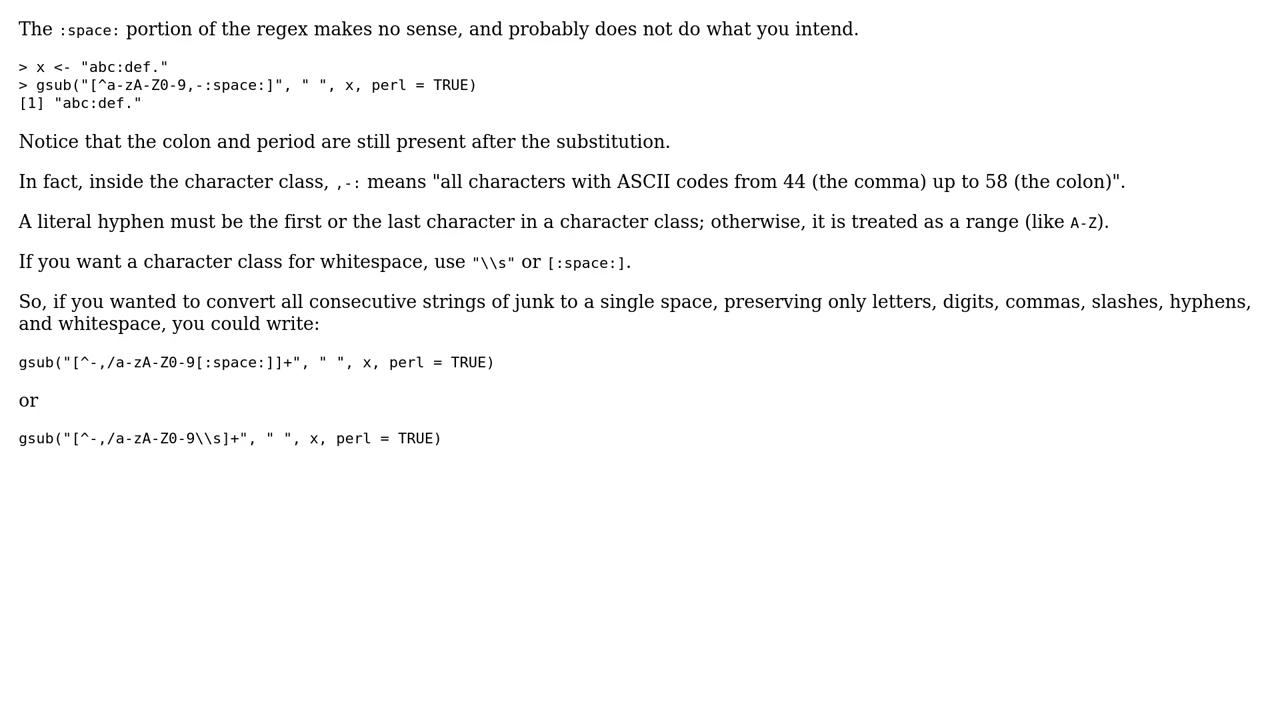 The :space: portion of the regex makes no sense, and probably does not do what you intend.
> x <- "abc:def."
> gsub("[^a-zA-Z0-9,-:space:]", " ", x, perl = TRUE)
[1] "abc:def."
Notice that the colon and period are still present after the substitution.
In fact, inside the character class, ,-: means "all characters with ASCII codes from 44 (the comma) up to 58 (the colon)".
A literal hyphen must be the first or the last character in a character class; otherwise, it is treated as a range (like A-Z).
If you want a character class for whitespace, use "\\s" or [:space:].
So, if you wanted to convert all consecutive strings of junk to a single space, preserving only letters, digits, commas, slashes, hyphens,
and whitespace, you could write:
gsub("[^-,/a-zA-Z0-9[:space:]]+", " ", x, perl = TRUE)
or
gsub("[^-,/a-zA-Z0-9\\s]+", " ", x, perl = TRUE)